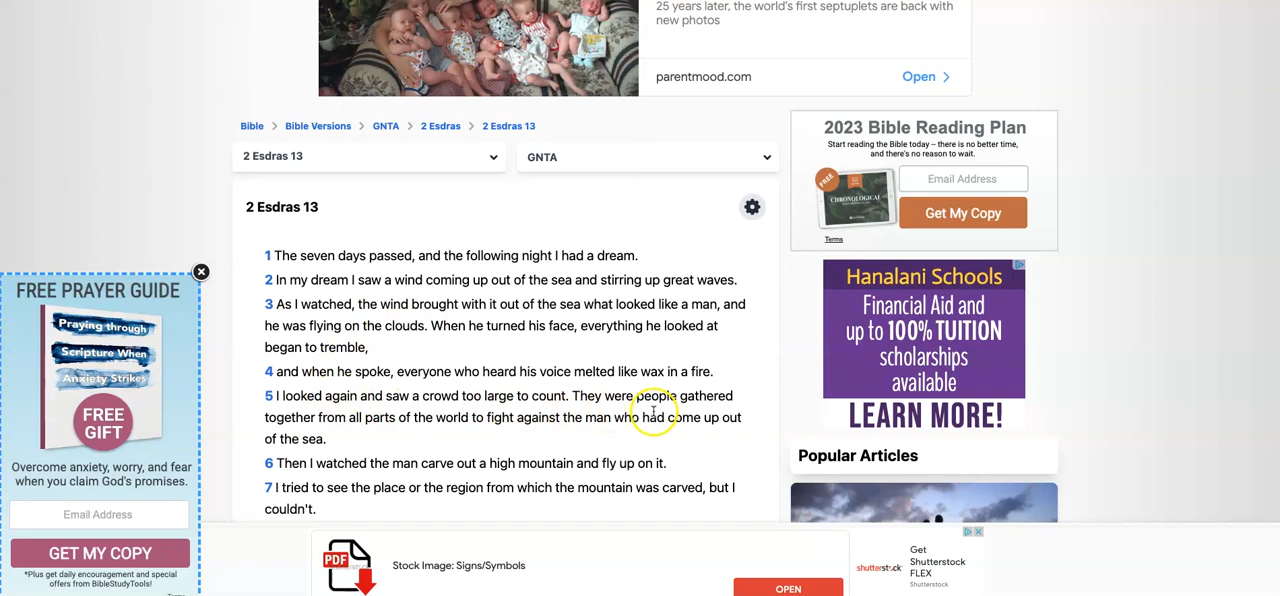 25 years later, the world's first septuplets are back with
new photos
parentmood.com
Open
Bible > Bible Versions > GNTA > 2 Esdras > 2 Esdras 13
2 Esdras 13
GNTA
2 Esdras 13
1 The seven days passed, and the following night I had a dream.
2 In my dream I saw a wind coming up out of the sea and stirring up great waves.
3 As I watched, the wind brought with it out of the sea what looked like a man, and
he was flying on the clouds. When he turned his face, everything he looked at
began to tremble,
4 and when he spoke, everyone who heard his voice melted like wax in a fire.
5 I looked again and saw a crowd too large to count. They were people gathered
together from all parts of the world to fight against the man who had come up out
of the sea.
6 Then I watched the man carve out a high mountain and fly up on it.
7 I tried to see the place or the region from which the mountain was carved, but I
couldn't.
2023 Bible Reading Plan
Start reading the Bible today – there is no better time,
and there's no reason to wait.
FREE
CHRONOLOGICAL
Email Address
Get My Copy
Terms
Hanalani Schools
Financial Aid and
up to 100% TUITION
scholarships
available
LEARN MORE!
Popular Articles
FREE PRAYER GUIDE
Praying through
Scripture When
Anxiety Strikes
FREE
GIFT
Overcome anxiety, worry, and fear
when you claim God's promises.
Email Address
GET MY COPY
*Plus get daily encouragement and special
offers from BibleStudyTools!
PDF
Stock Image: Signs/Symbols
OPEN
shutterstock
Get
Shutterstock
FLEX
Shutterstock